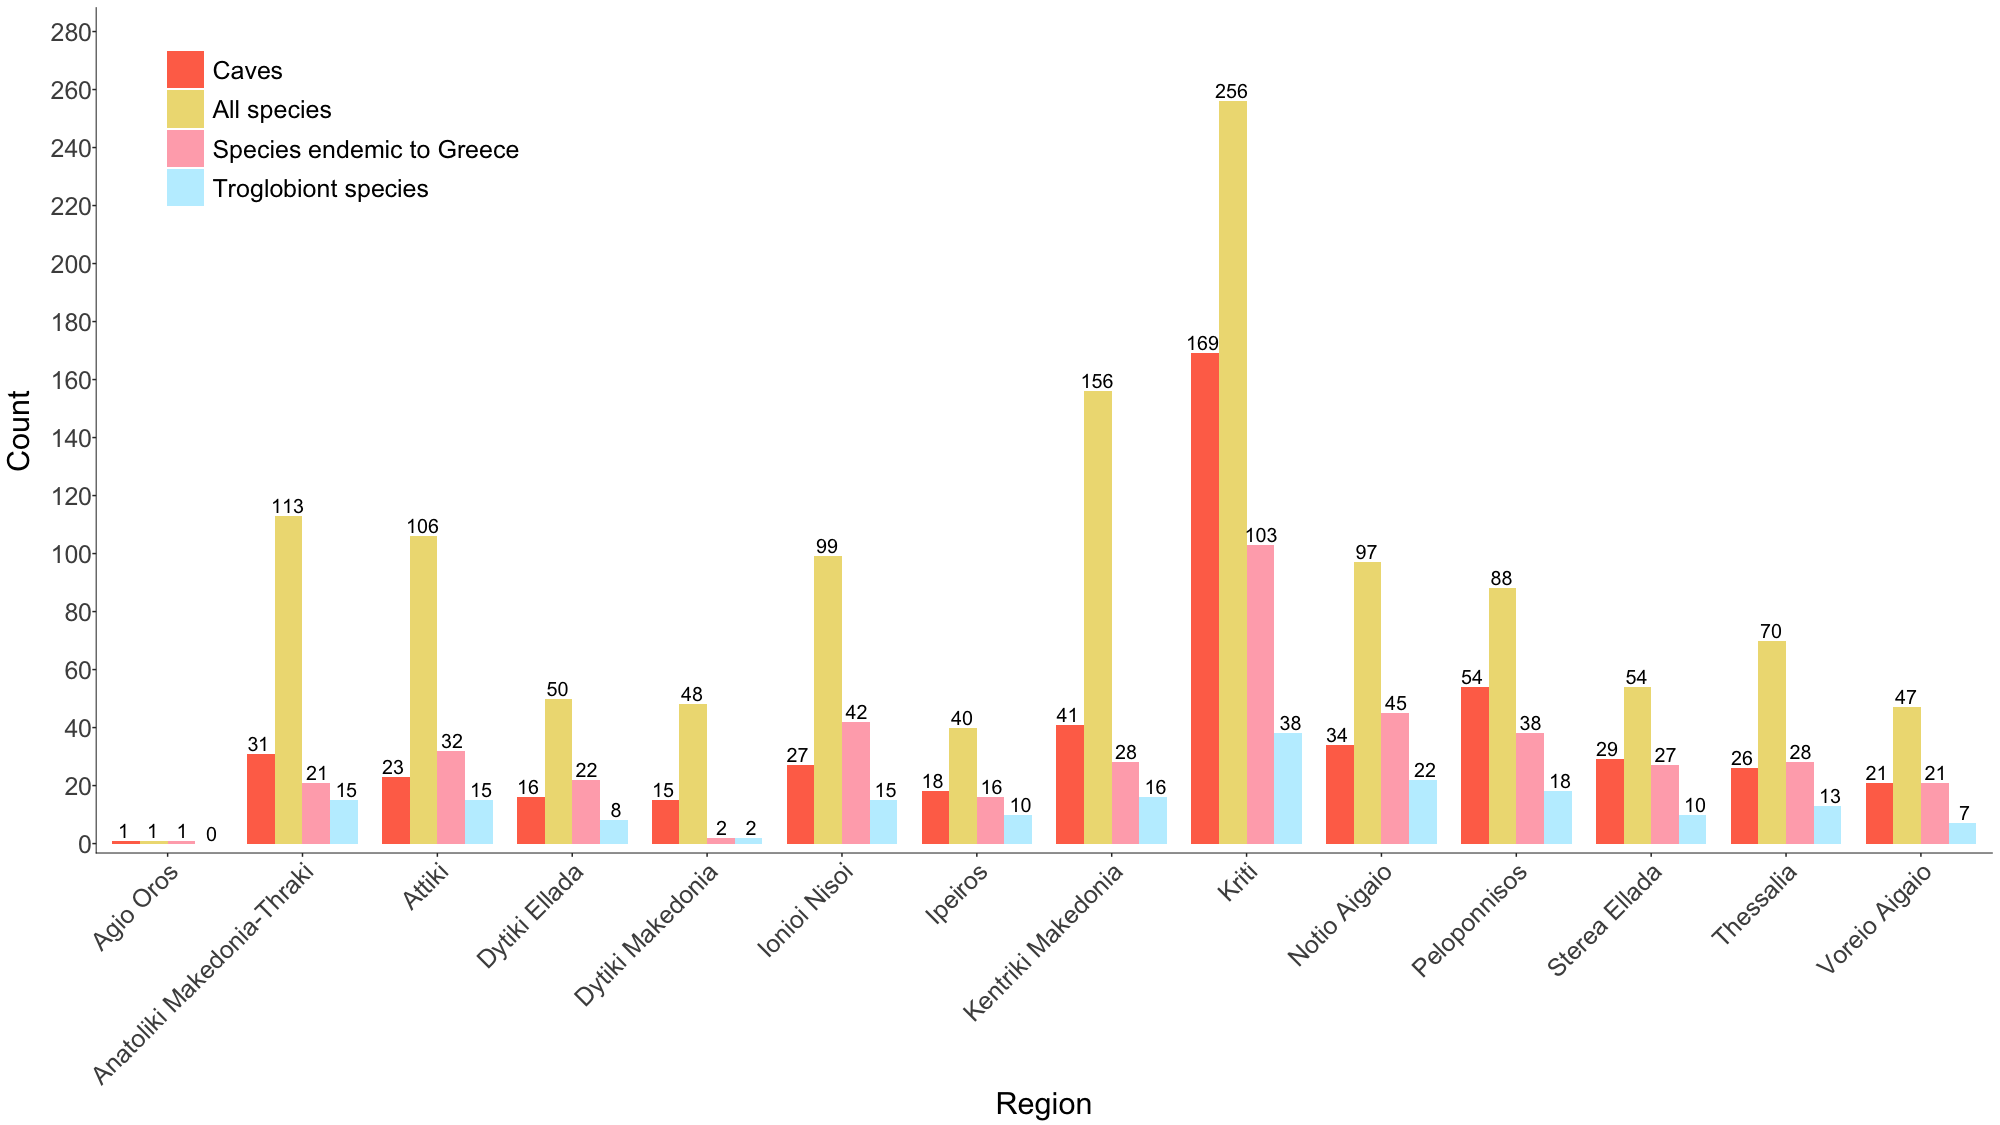 Count
280
260
240
220
200
180
160
140
120
100
80
60
40
20
0
Caves
All species
Species endemic to Greece
Troglobiont species
1 1 1 0
31 113 21 15
23 106 32 15
16 50 22 8
15 48 2 2
27 99 42 15
18 40 16 10
41 156 28 16
169 256 103 38
34 97 45 22
54 88 38 18
29 54 27 10
26 70 28 13
21 47 21 7
Agio Oros
Anatoliki Makedonia-Thraki
Attiki
Dytiki Ellada
Dytiki Makedonia
Ionioi Nisoi
Ipeiros
Kentriki Makedonia
Kriti
Notio Aigaio
Peloponnisos
Sterea Ellada
Thessalia
Voreio Aigaio
Region